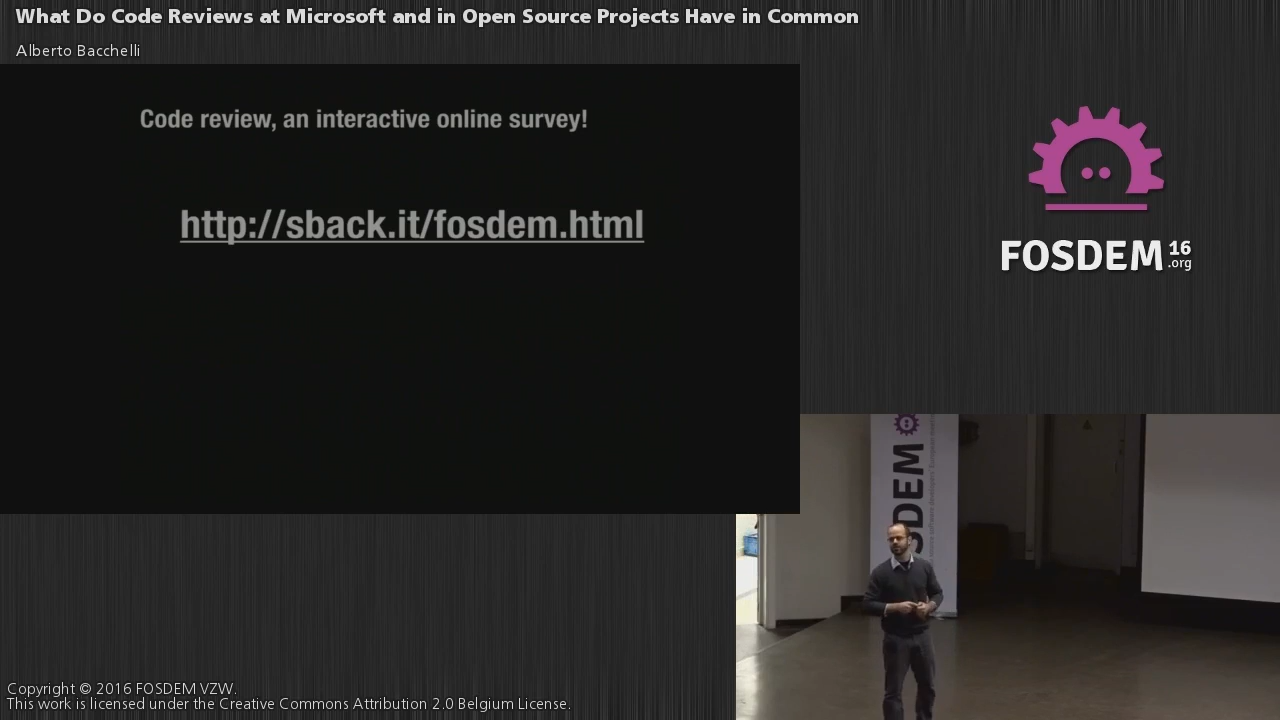 What Do Code Reviews at Microsoft and in Open Source Projects Have in Common
Alberto Bacchelli
Code review, an interactive online survey!
http://sback.it/fosdem.html
FOSDEM 16
.org
SDEM
Copyright © 2016 FOSDEM VZW.
This work is licensed under the Creative Commons Attribution 2.0 Belgium License.